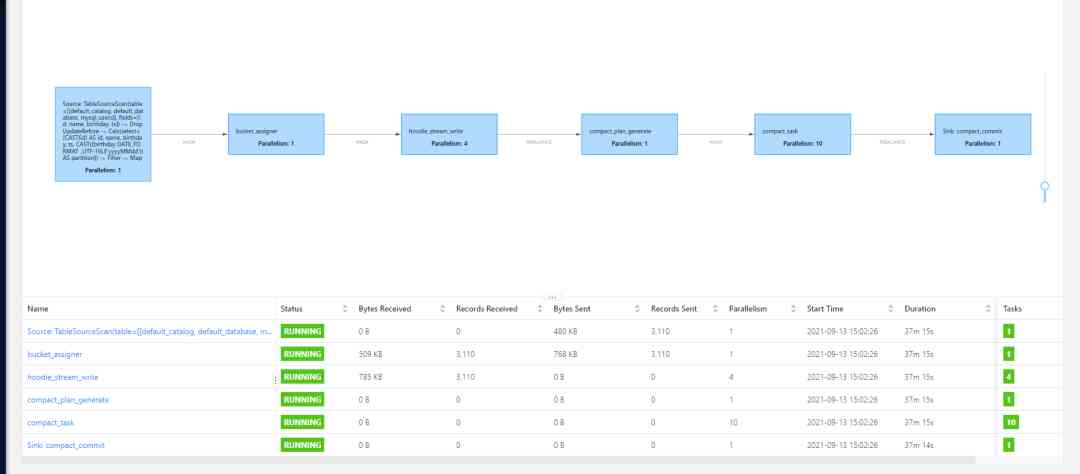 Source: TableSourceScan(table
=[[default_catalog, default_dat
abase, mysql_users]], fields=[i
d, name, birthday, ts]) -> Drop
UpdateBefore -> Calc(select=
[CAST(id) AS id, name, birthda
y, ts, CAST((birthday DATE_FO
RMAT _UTF-16LE'yyyyMMdd'))
AS partition]) -> Filter -> Map
Parallelism: 1
HASH
bucket_assigner
Parallelism: 1
HASH
hoodie_stream_write
Parallelism: 4
REBALANCE
compact_plan_generate
Parallelism: 1
HASH
compact_task
Parallelism: 10
REBALANCE
Sink: compact_commit
Parallelism: 1
Name Status Bytes Received Records Received Bytes Sent Records Sent Parallelism Start Time Duration Tasks
Source: TableSourceScan(table=[[default_catalog, default_database, m... RUNNING 0 B 0 480 KB 3,110 1 2021-09-13 15:02:26 37m 15s 1
bucket_assigner RUNNING 509 KB 3,110 768 KB 3,110 1 2021-09-13 15:02:26 37m 15s 1
hoodie_stream_write RUNNING 785 KB 3,110 0 B 0 4 2021-09-13 15:02:26 37m 15s 4
compact_plan_generate RUNNING 0 B 0 0 B 0 1 2021-09-13 15:02:26 37m 15s 1
compact_task RUNNING 0 B 0 0 B 0 10 2021-09-13 15:02:26 37m 15s 10
Sink: compact_commit RUNNING 0 B 0 0 B 0 1 2021-09-13 15:02:26 37m 14s 1